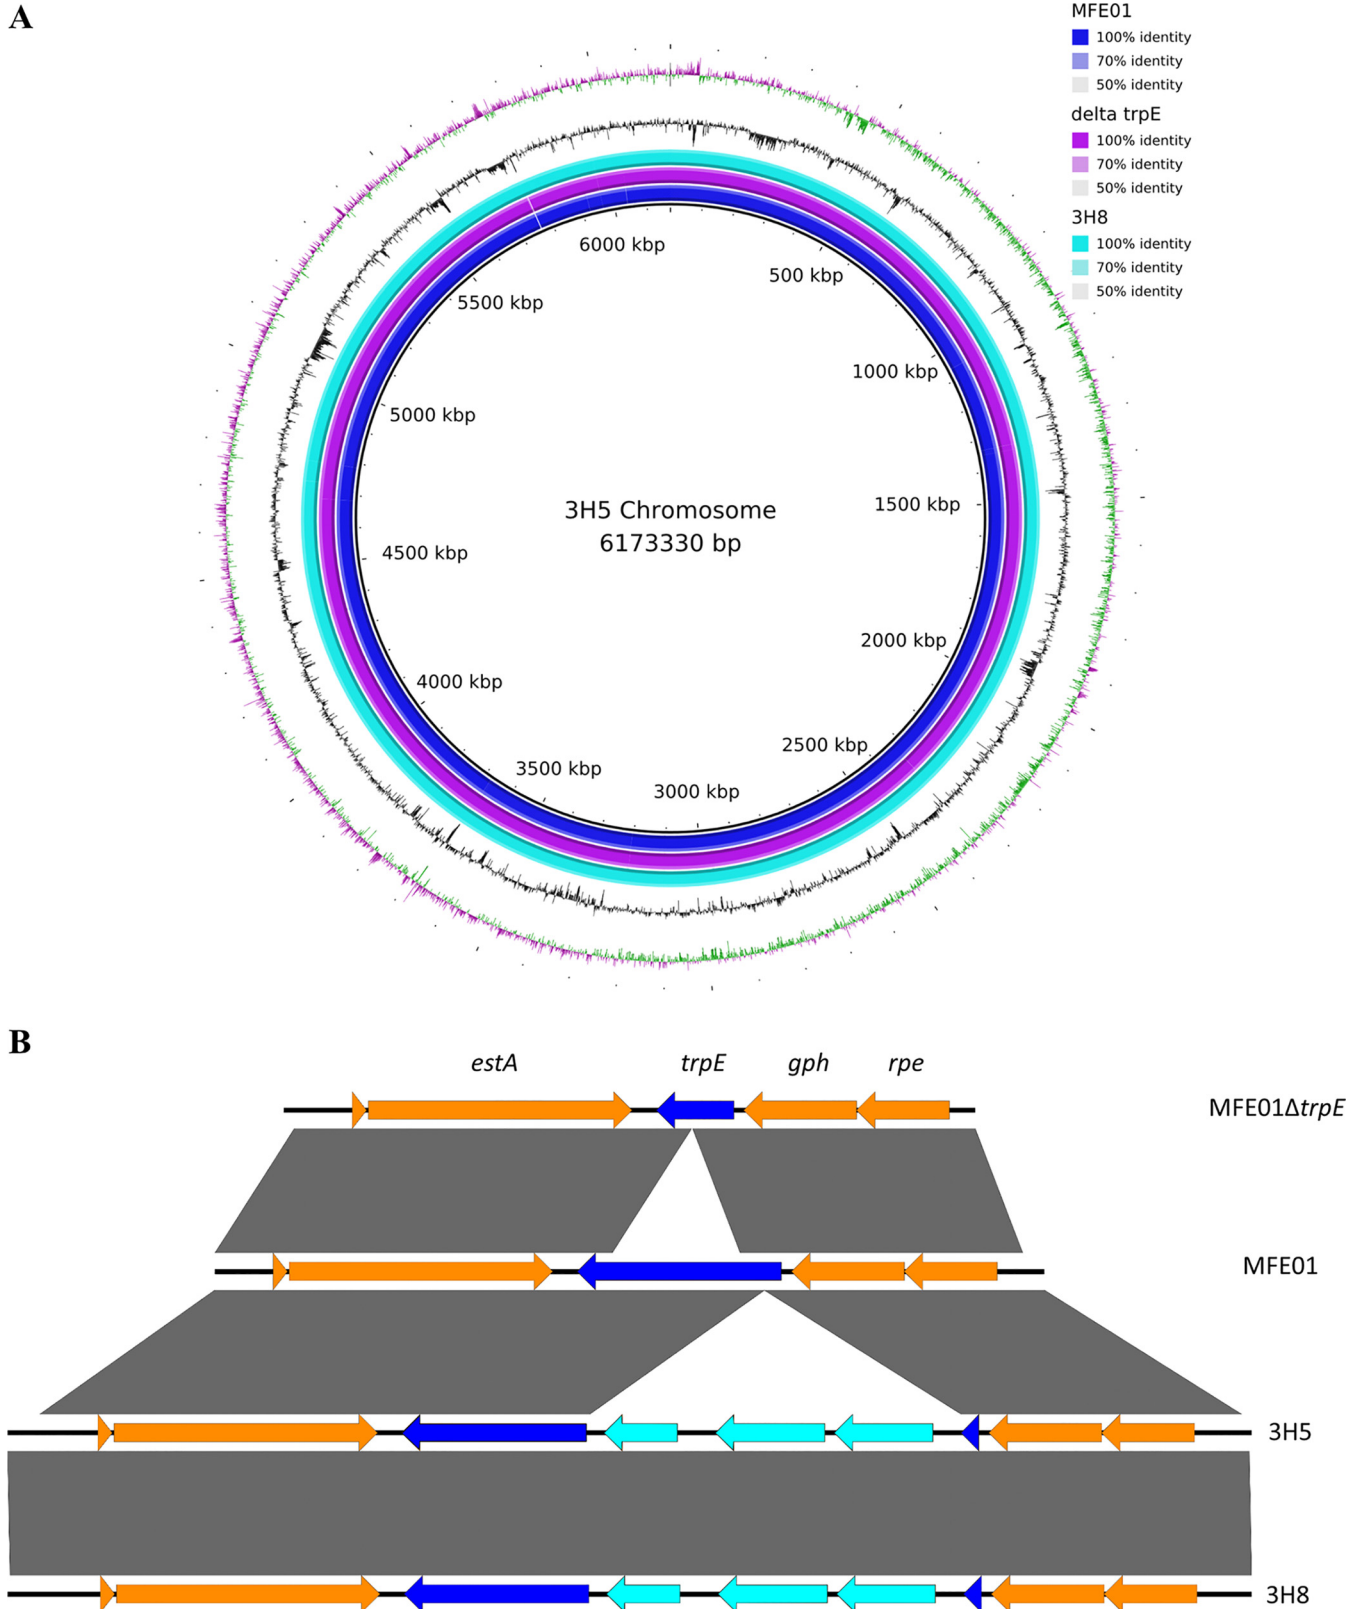 A
MFE01
100% identity
70% identity
50% identity
delta trpE
100% identity
70% identity
50% identity
3H8
100% identity
70% identity
50% identity
6000 kbp
500 kbp
5500 kbp
1000 kbp
5000 kbp
1500 kbp
3H5 Chromosome
6173330 bp
4500 kbp
2000 kbp
4000 kbp
2500 kbp
3500 kbp
3000 kbp
B
estA trpE gph rpe
MFE01ΔtrpE
MFE01
3H5
3H8